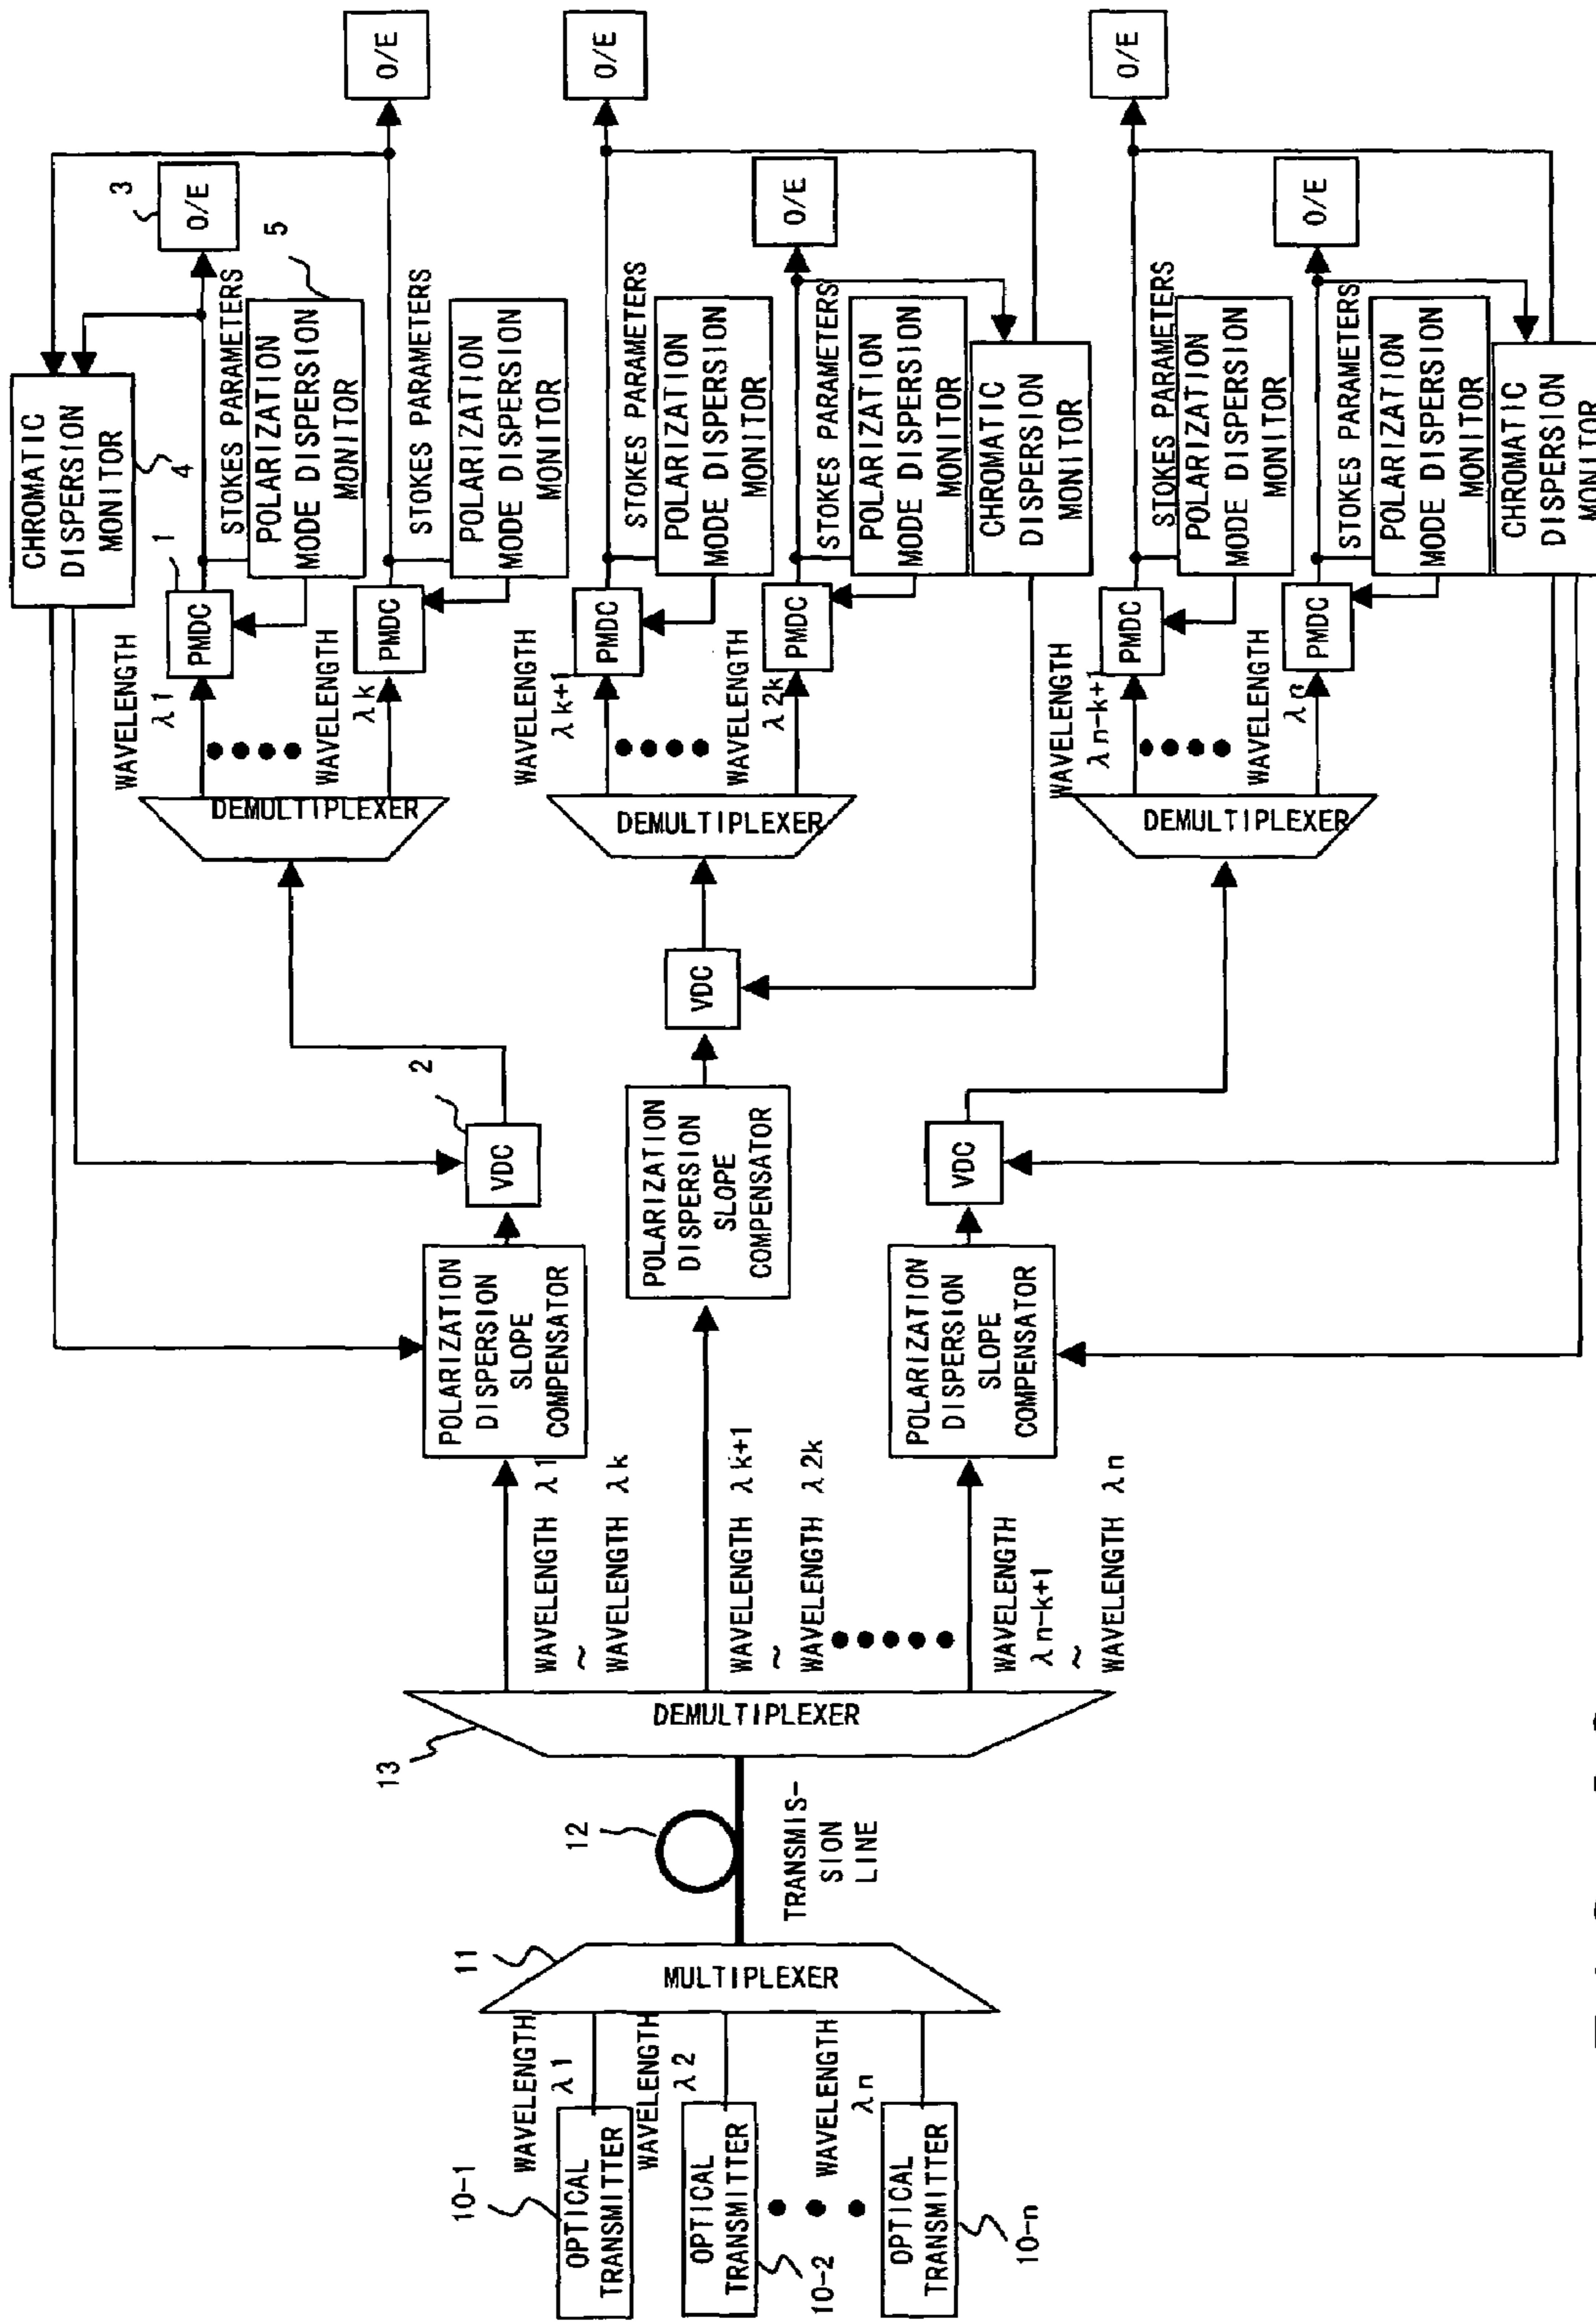 10-1
OPTICAL
TRANSMITTER
WAVELENGTH
λ1
OPTICAL
TRANSMITTER
10-2
WAVELENGTH
λ2
OPTICAL
TRANSMITTER
10-n
WAVELENGTH
λn
11
MULTIPLEXER
12
TRANSMIS-
SION
LINE
13
DEMULTIPLEXER
WAVELENGTH λ1
~
WAVELENGTH λk
WAVELENGTH λk+1
~
WAVELENGTH λ2k
WAVELENGTH
λn-k+1
~
WAVELENGTH λn
POLARIZATION
DISPERSION
SLOPE
COMPENSATOR
VDC
2
POLARIZATION
DISPERSION
SLOPE
COMPENSATOR
VDC
POLARIZATION
DISPERSION
SLOPE
COMPENSATOR
VDC
DEMULTIPLEXER
WAVELENGTH
λ1
WAVELENGTH
λk
CHROMATIC
DISPERSION
MONITOR
4
PMDC
1
O/E
3
STOKES PARAMETERS
POLARIZATION
MODE DISPERSION
MONITOR
5
PMDC
O/E
STOKES PARAMETERS
POLARIZATION
MODE DISPERSION
MONITOR
DEMULTIPLEXER
WAVELENGTH
λk+1
WAVELENGTH
λ2k
PMDC
O/E
STOKES PARAMETERS
POLARIZATION
MODE DISPERSION
MONITOR
PMDC
O/E
STOKES PARAMETERS
POLARIZATION
MODE DISPERSION
MONITOR
CHROMATIC
DISPERSION
MONITOR
DEMULTIPLEXER
WAVELENGTH
λn-k+1
WAVELENGTH
λn
PMDC
O/E
STOKES PARAMETERS
POLARIZATION
MODE DISPERSION
MONITOR
PMDC
O/E
STOKES PARAMETERS
POLARIZATION
MODE DISPERSION
MONITOR
CHROMATIC
DISPERSION
MONITOR